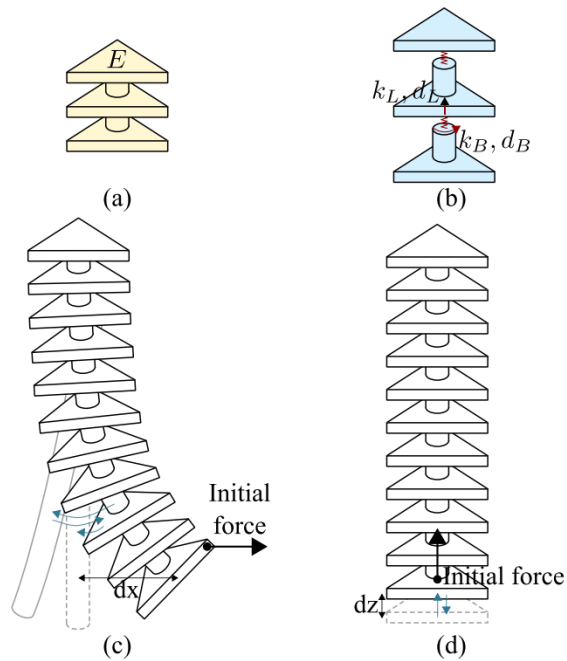 E
(a)
k_L, d_L
k_B, d_B
(b)
Initial
force
dx
(c)
Initial force
dz
(d)